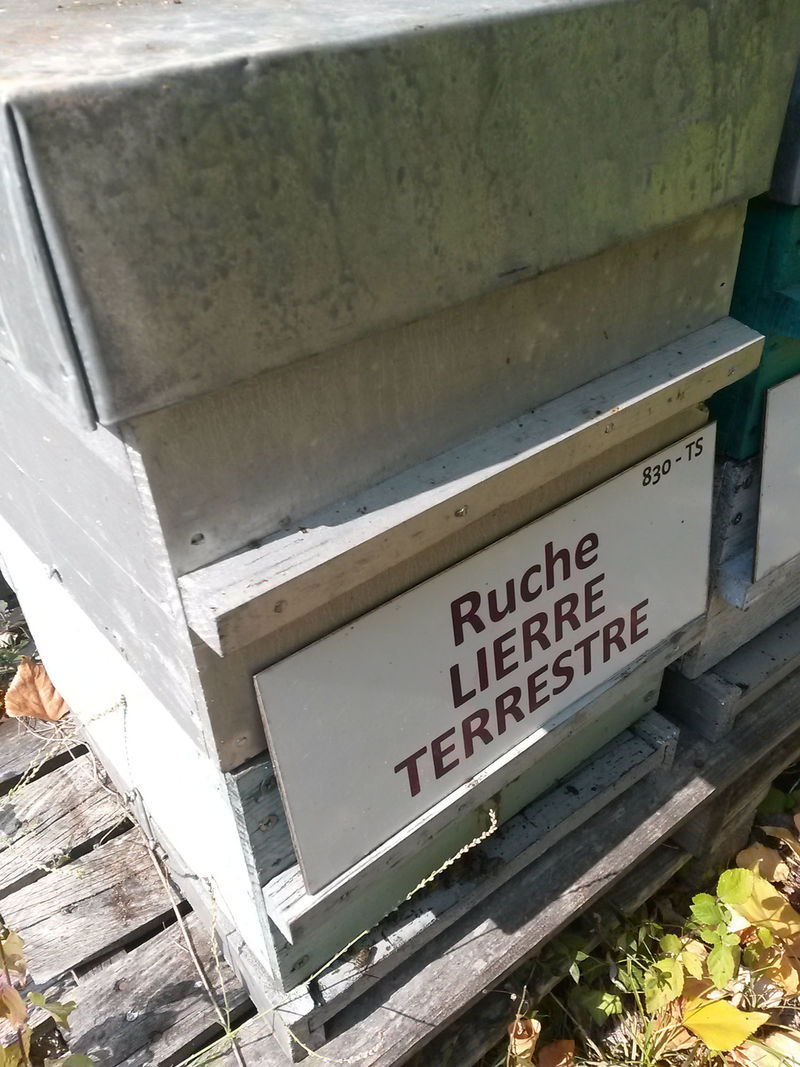 830 - TS
Ruche
LIERRE
TERRESTRE